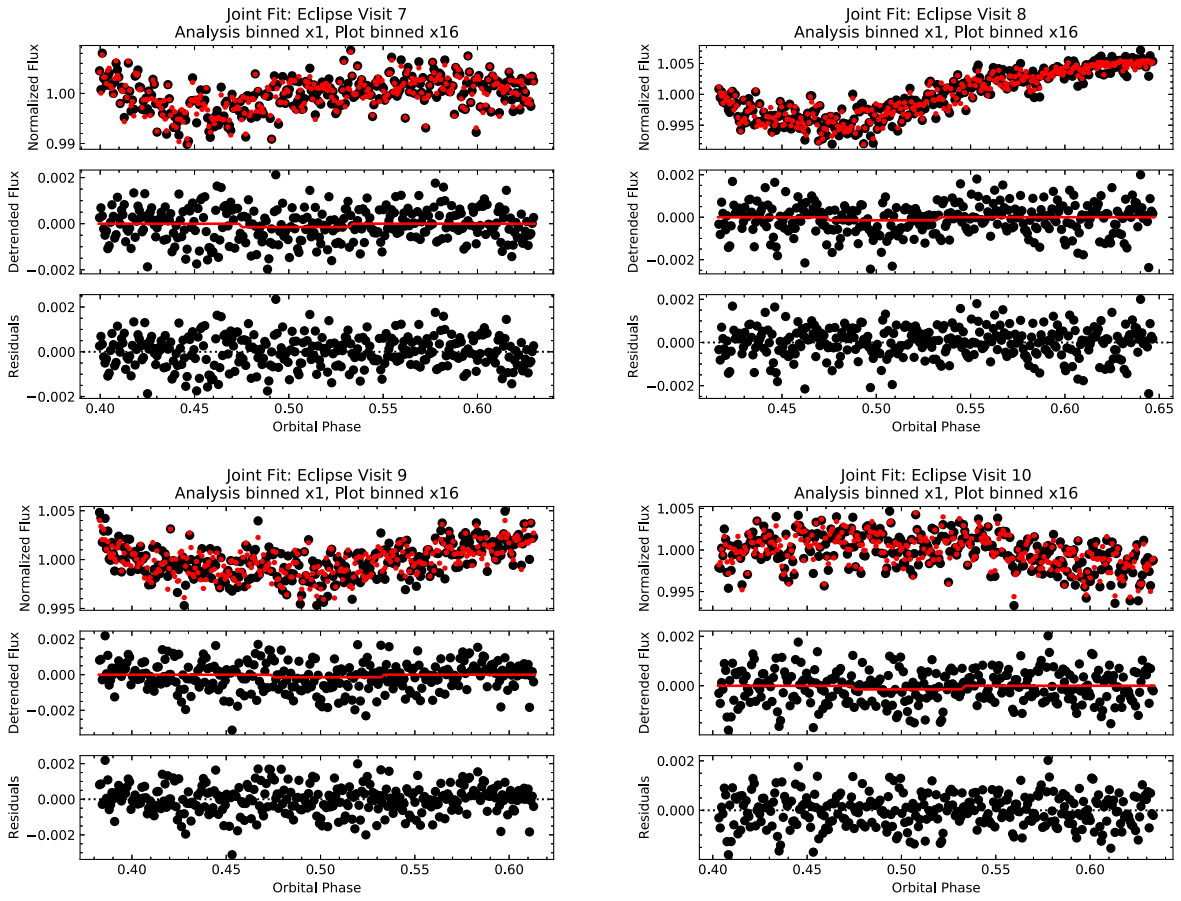 Joint Fit: Eclipse Visit 7
Analysis binned x1, Plot binned x16
Normalized Flux
1.00
0.99
Detrended Flux
0.002
0.000
−0.002
Residuals
0.002
0.000
−0.002
0.40 0.45 0.50 0.55 0.60
Orbital Phase
Joint Fit: Eclipse Visit 8
Analysis binned x1, Plot binned x16
Normalized Flux
1.005
1.000
0.995
Detrended Flux
0.002
0.000
−0.002
Residuals
0.002
0.000
−0.002
0.45 0.50 0.55 0.60 0.65
Orbital Phase
Joint Fit: Eclipse Visit 9
Analysis binned x1, Plot binned x16
Normalized Flux
1.005
1.000
0.995
Detrended Flux
0.002
0.000
−0.002
Residuals
0.002
0.000
−0.002
0.40 0.45 0.50 0.55 0.60
Orbital Phase
Joint Fit: Eclipse Visit 10
Analysis binned x1, Plot binned x16
Normalized Flux
1.005
1.000
0.995
Detrended Flux
0.002
0.000
Residuals
0.002
0.000
0.40 0.45 0.50 0.55 0.60
Orbital Phase